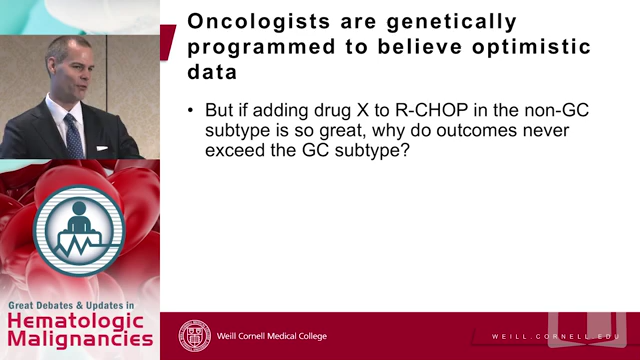 Oncologists are genetically
programmed to believe optimistic
data
• But if adding drug X to R-CHOP in the non-GC
subtype is so great, why do outcomes never
exceed the GC subtype?
Great Debates & Updates in
Hematologic
Malignancies
Weill Cornell Medical College
WEILL.CORNELL.EDU